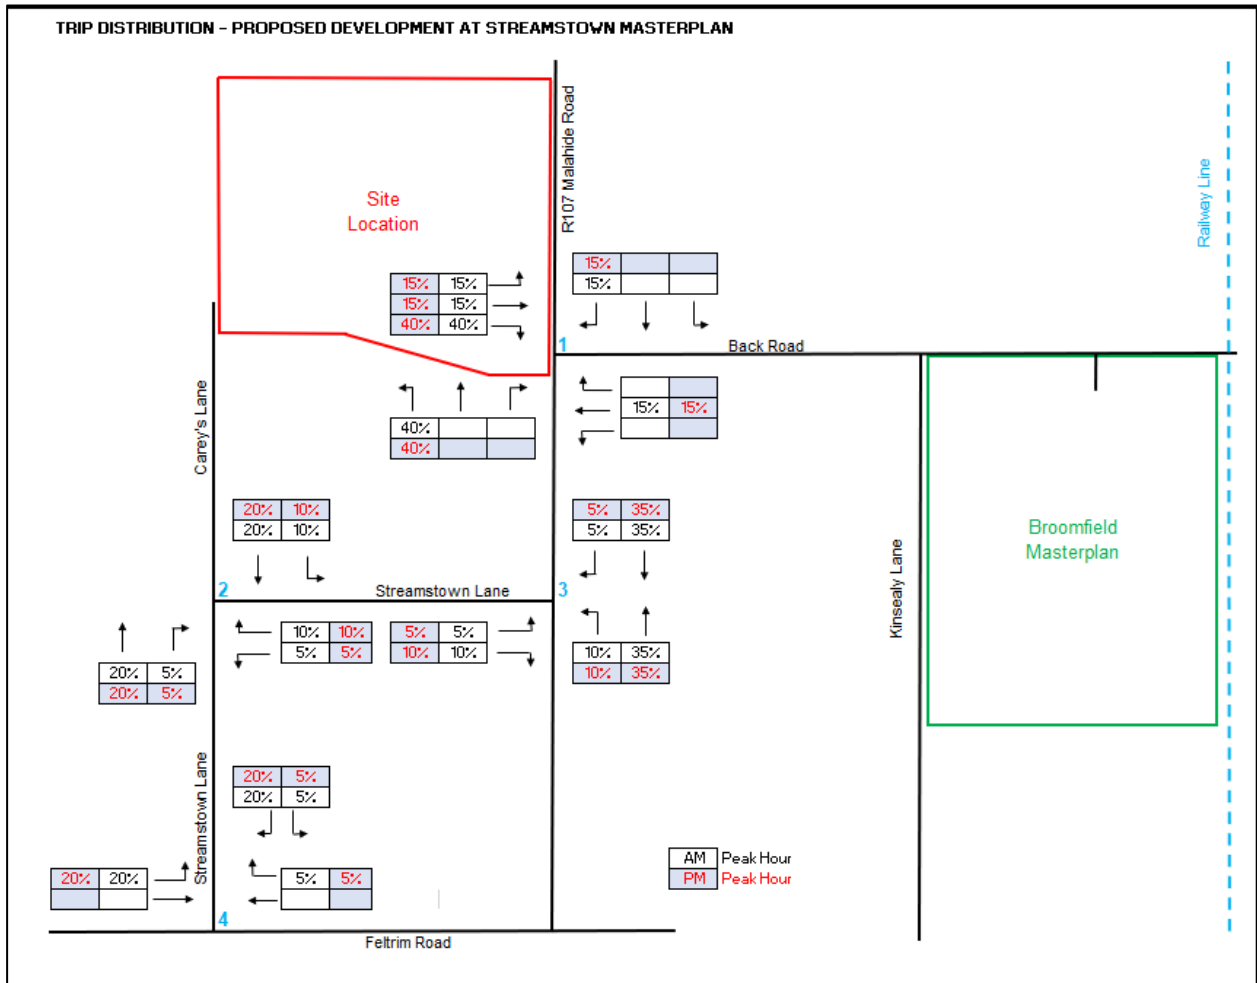 TRIP DISTRIBUTION - PROPOSED DEVELOPMENT AT STREAMSTOWN MASTERPLAN
R107 Malahide Road
Railway Line
Site
Location
15% 15%
15% 15%
40% 40%
15%
15%
1
Back Road
15% 15%
40%
40%
Carey's Lane
20% 10%
20% 10%
5% 35%
5% 35%
Kinsealy Lane
Broomfield
Masterplan
2
Streamstown Lane
3
10% 10%
5% 5%
5% 5%
10% 10%
10% 35%
10% 35%
20% 5%
20% 5%
Streamstown Lane
20% 5%
20% 5%
20% 20%
5% 5%
AM Peak Hour
PM Peak Hour
4
Feltrim Road